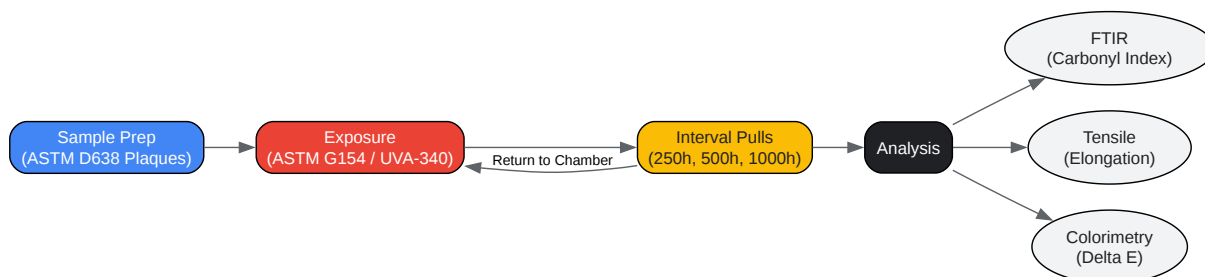 Sample Prep
(ASTM D638 Plaques)
Exposure
(ASTM G154 / UVA-340)
Return to Chamber
Interval Pulls
(250h, 500h, 1000h)
Analysis
FTIR
(Carbonyl Index)
Tensile
(Elongation)
Colorimetry
(Delta E)